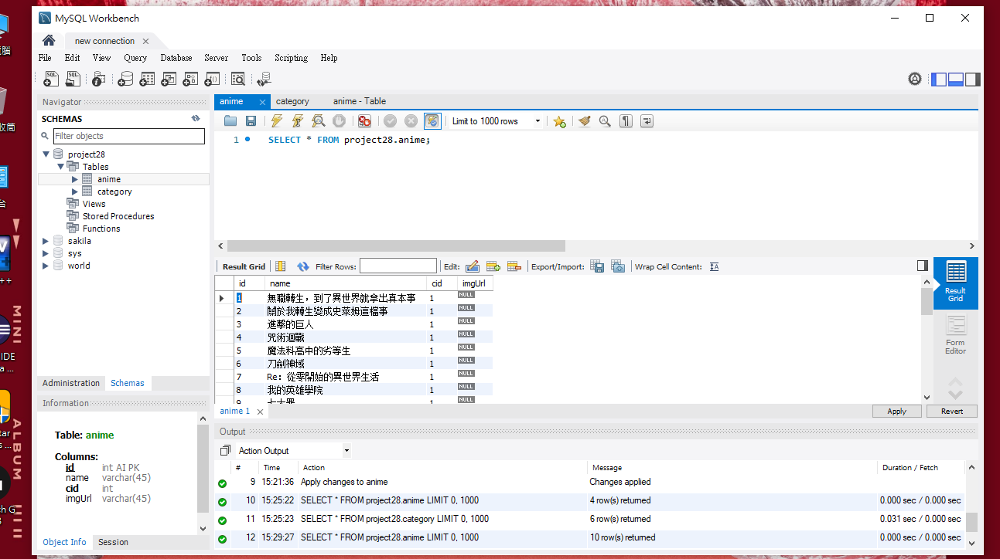 MySQL Workbench
new connection
File Edit View Query Database Server Tools Scripting Help
Navigator
SCHEMAS
Filter objects
project28
Tables
anime
category
Views
Stored Procedures
Functions
sakila
sys
world
Administration Schemas
Information
Table: anime
Columns:
id int AI PK
name varchar(45)
cid int
imgUrl varchar(45)
Object Info Session
anime category anime - Table
Limit to 1000 rows
1 SELECT * FROM project28.anime;
Result Grid Filter Rows: Edit: Export/Import: Wrap Cell Content:
id name cid imgUrl
1 無職轉生，到了異世界就拿出真本事 1 NULL
2 關於我轉生變成史萊姆這檔事 1 NULL
3 進擊的巨人 1 NULL
4 咒術迴戰 1 NULL
5 魔法科高中的劣等生 1 NULL
6 刀劍神域 1 NULL
7 Re：從零開始的異世界生活 1 NULL
8 我的英雄學院 1 NULL
9 七大罪 1 NULL
Result
Grid
Form
Editor
anime 1 Apply Revert
Output
Action Output
# Time Action Message Duration / Fetch
9 15:21:36 Apply changes to anime Changes applied
10 15:25:22 SELECT * FROM project28.anime LIMIT 0, 1000 4 row(s) returned 0.000 sec / 0.000 sec
11 15:25:23 SELECT * FROM project28.category LIMIT 0, 1000 6 row(s) returned 0.031 sec / 0.000 sec
12 15:29:27 SELECT * FROM project28.anime LIMIT 0, 1000 10 row(s) returned 0.000 sec / 0.000 sec
MINI
ALBUM